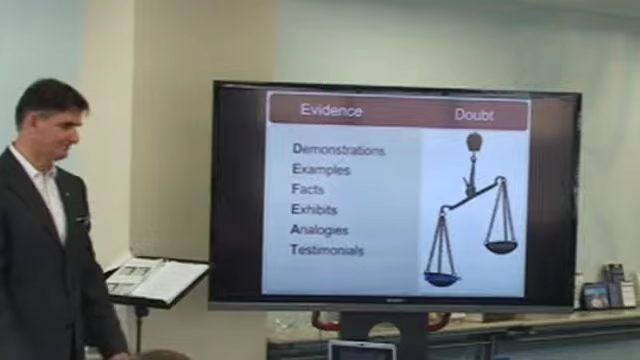 Evidence Doubt
Demonstrations
Examples
Facts
Exhibits
Analogies
Testimonials